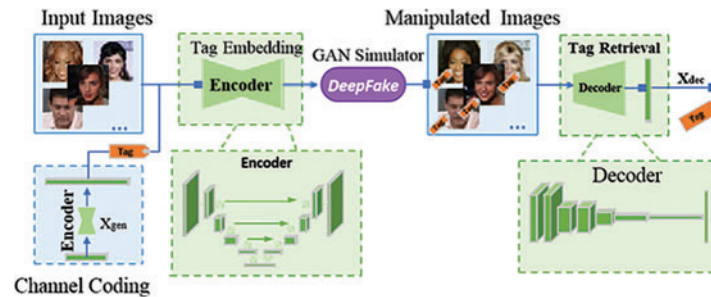 Input Images
Manipulated Images
Tag Embedding
GAN Simulator
Tag Retrieval
Encoder
DeepFake
Decoder
Xdec
Tag
...
...
Tag
Encoder
Xgen
Encoder
Decoder
Channel Coding